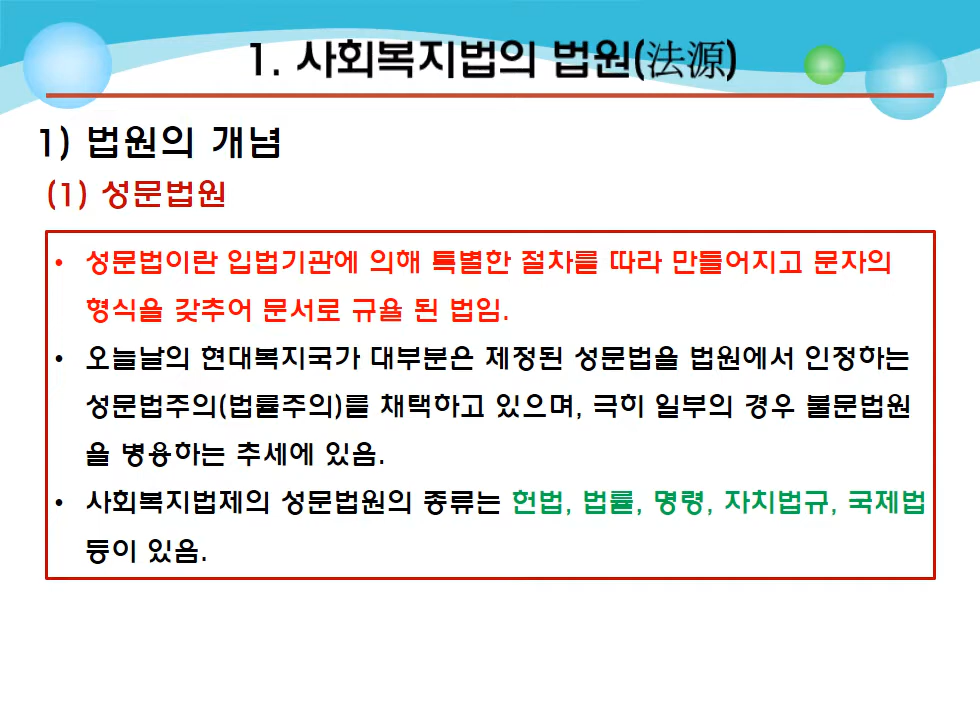 1. 사회복지법의 법원(法源)
1) 법원의 개념
(1) 성문법원
• 성문법이란 입법기관에 의해 특별한 절차를 따라 만들어지고 문자의
형식을 갖추어 문서로 규율 된 법임.
• 오늘날의 현대복지국가 대부분은 제정된 성문법을 법원에서 인정하는
성문법주의(법률주의)를 채택하고 있으며, 극히 일부의 경우 불문법원
을 병용하는 추세에 있음.
• 사회복지법제의 성문법원의 종류는 헌법, 법률, 명령, 자치법규, 국제법
등이 있음.